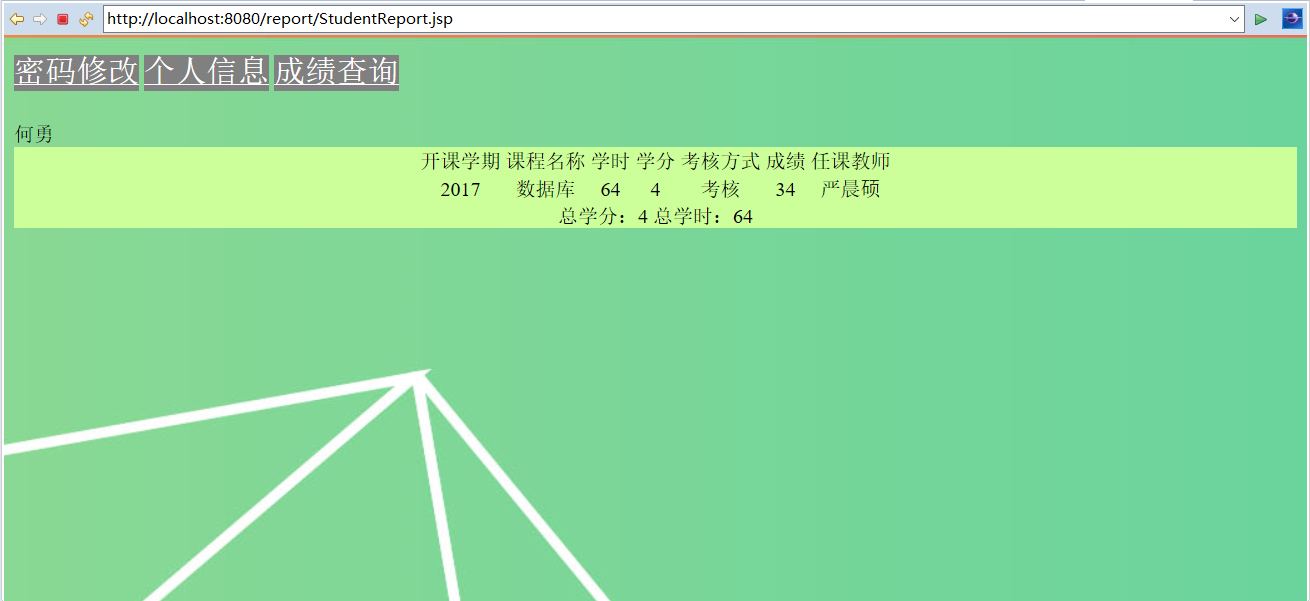 http://localhost:8080/report/StudentReport.jsp
密码修改 个人信息 成绩查询
何勇
开课学期 课程名称 学时 学分 考核方式 成绩 任课教师
2017 数据库 64 4 考核 34 严晨硕
总学分：4 总学时：64